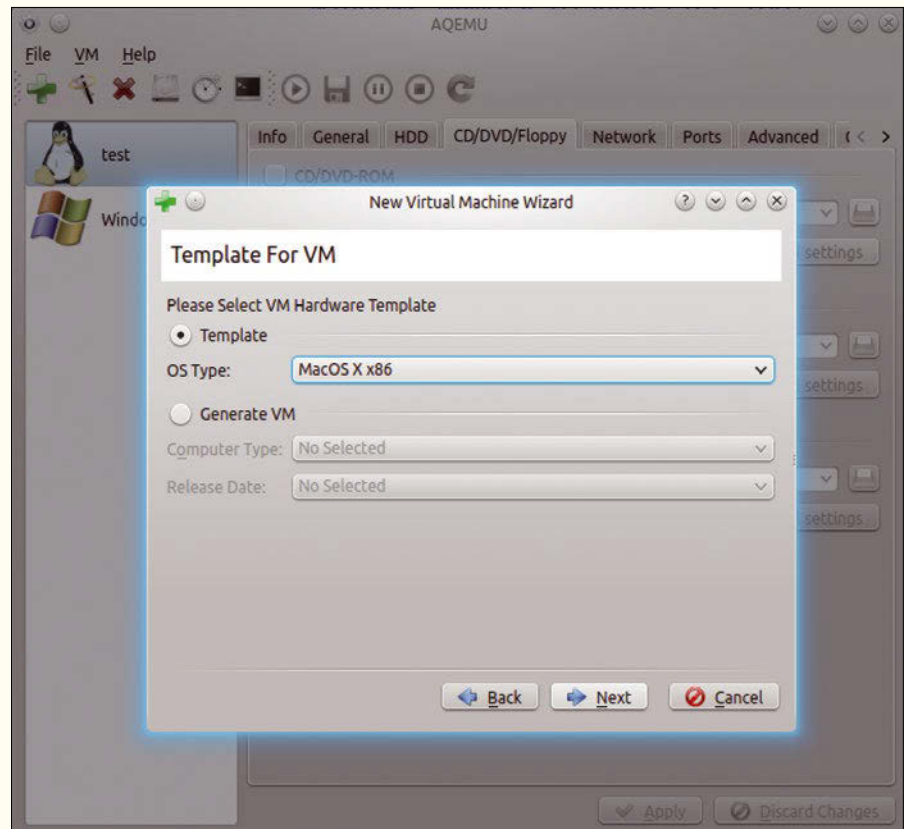 AQEMU
File VM Help
test
Info General HDD CD/DVD/Floppy Network Ports Advanced
CD/DVD-ROM
New Virtual Machine Wizard
Windo
settings
Template For VM
Please Select VM Hardware Template
Template
OS Type: MacOS X x86
settings
Generate VM
Computer Type: No Selected
Release Date: No Selected
settings
Back Next Cancel
Apply Discard Changes